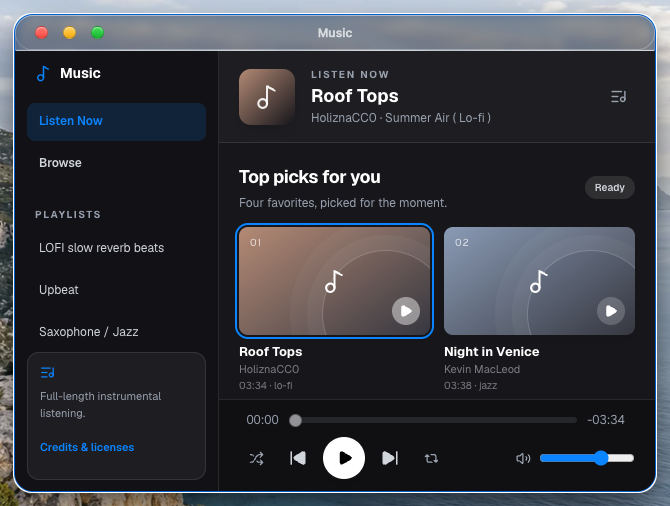 Music
Music
Listen Now
Browse
PLAYLISTS
LOFI slow reverb beats
Upbeat
Saxophone / Jazz
Full-length instrumental
listening.
Credits & licenses
LISTEN NOW
Roof Tops
HoliznaCC0 · Summer Air ( Lo-fi )
Top picks for you
Four favorites, picked for the moment.
Ready
01
Roof Tops
HoliznaCC0
03:34 · lo-fi
02
Night in Venice
Kevin MacLeod
03:38 · jazz
00:00
-03:34